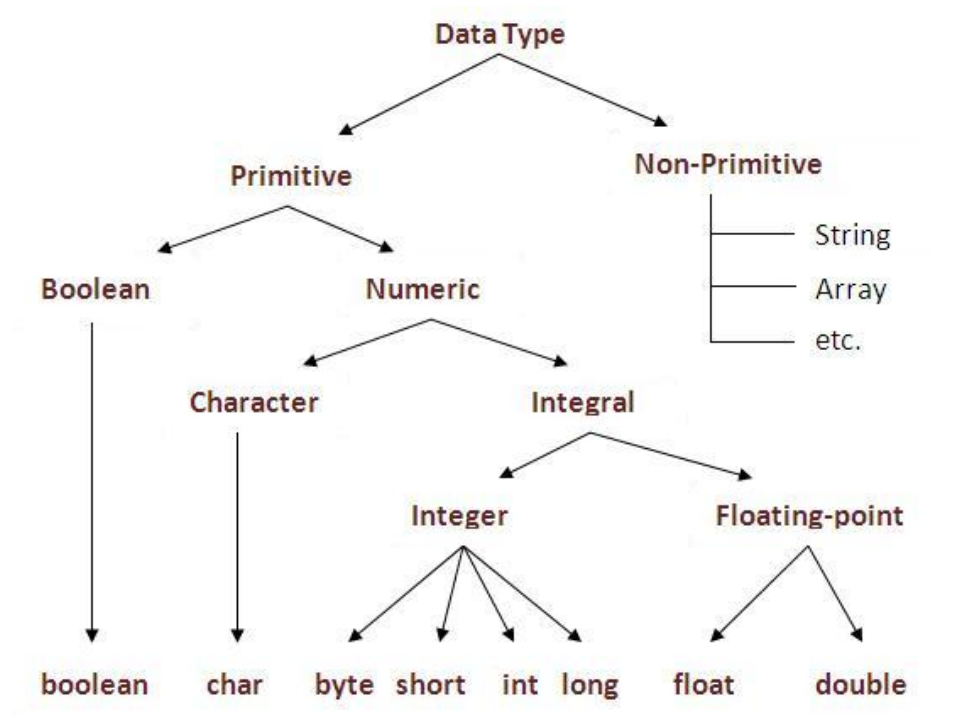 Data Type
Primitive
Non-Primitive
String
Array
etc.
Boolean
Numeric
Character
Integral
Integer
Floating-point
boolean char byte short int long float double